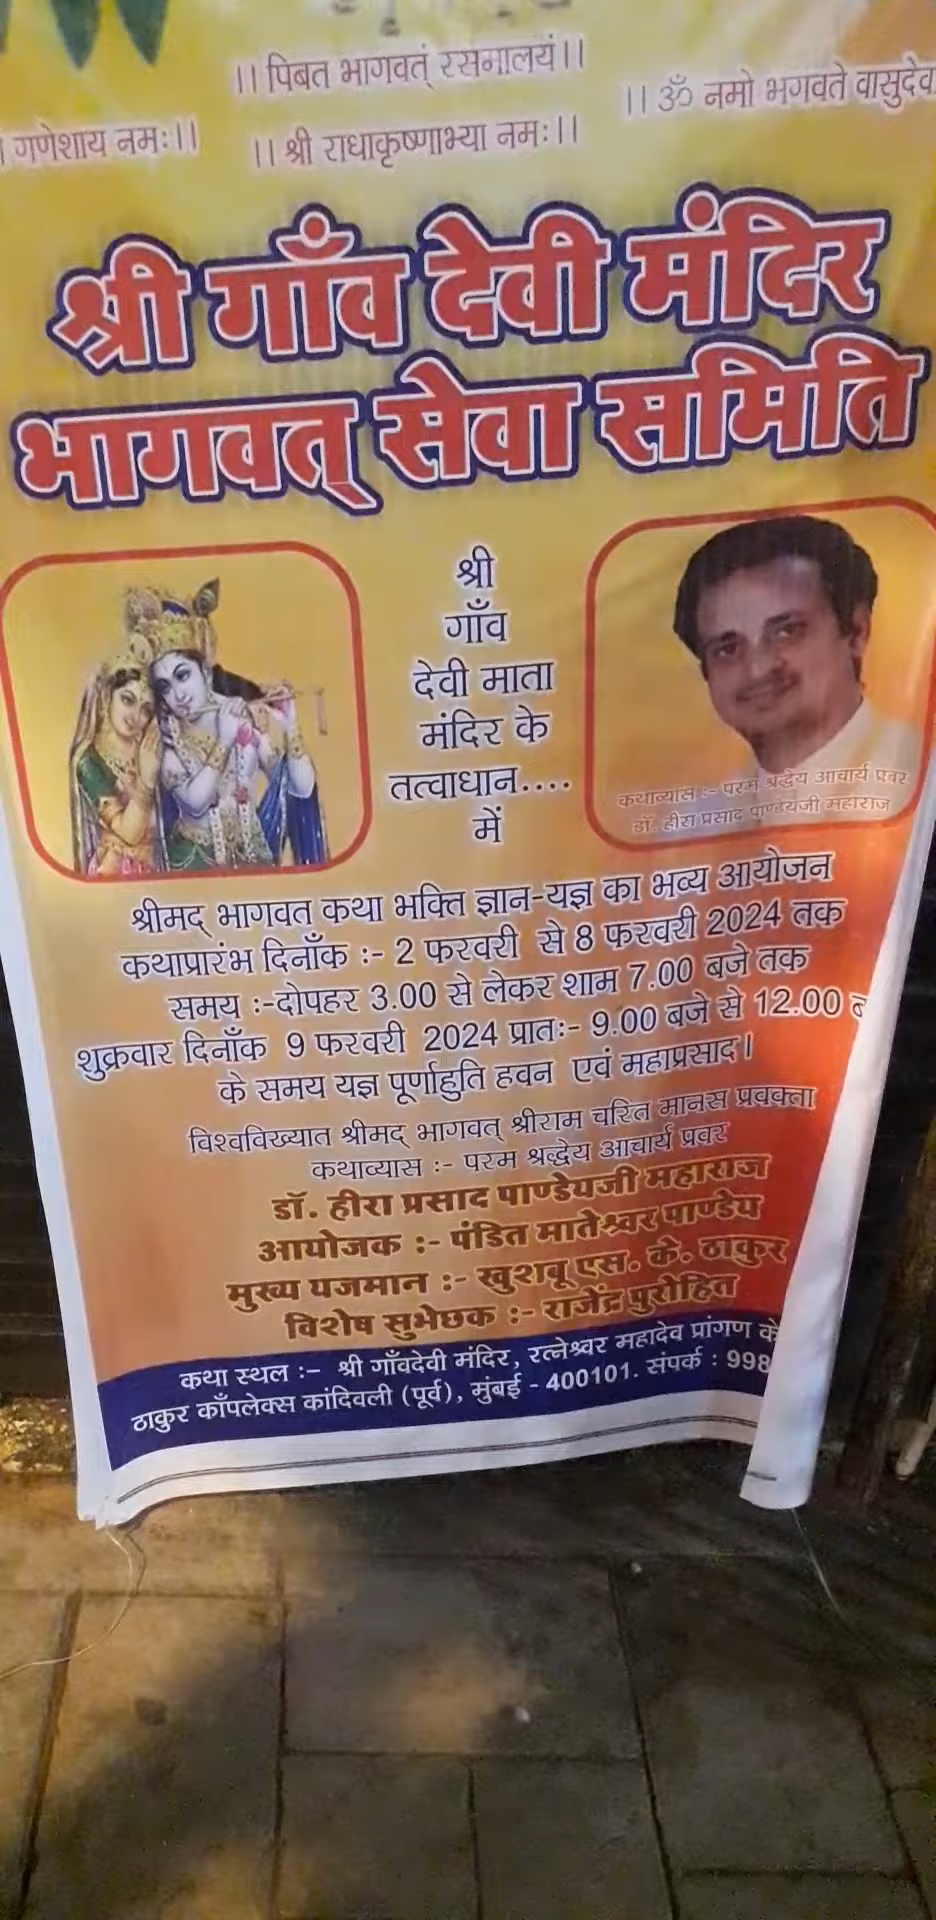 ।। पिबत भागवतं रसमालयं।।
गणेशाय नमः।।
।। श्री राधाकृष्णाभ्या नमः।।
।। ॐ नमो भगवते वासुदेवा
श्री गाँव देवी मंदिर
भागवत् सेवा समिति
श्री
गाँव
देवी माता
मंदिर के
तत्वाधान....
में
कथाव्यास :- परम श्रद्धेय आचार्य प्रवर
डॉ. हीरा प्रसाद पाण्डेयजी महाराज
श्रीमद् भागवत कथा भक्ति ज्ञान-यज्ञ का भव्य आयोजन
कथाप्रारंभ दिनाँक :- 2 फरवरी से 8 फरवरी 2024 तक
समय :-दोपहर 3.00 से लेकर शाम 7.00 बजे तक
शुक्रवार दिनाँक 9 फरवरी 2024 प्रातः- 9.00 बजे से 12.00
के समय यज्ञ पूर्णाहुति हवन एवं महाप्रसाद।
विश्वविख्यात श्रीमद् भागवत् श्रीराम चरित मानस प्रवक्ता
कथाव्यास :- परम श्रद्धेय आचार्य प्रवर
डॉ. हीरा प्रसाद पाण्डेयजी महाराज
आयोजक :- पंडित मातेश्वर पाण्डेय
मुख्य यजमान :- खुशबू एस. के. ठाकुर
विशेष सुभेछक :- राजेंद्र पुरोहित
कथा स्थल :- श्री गाँवदेवी मंदिर, रत्नेश्वर महादेव प्रांगण के
ठाकुर कॉंपलेक्स कांदिवली (पूर्व), मुंबई - 400101. संपर्क : 998